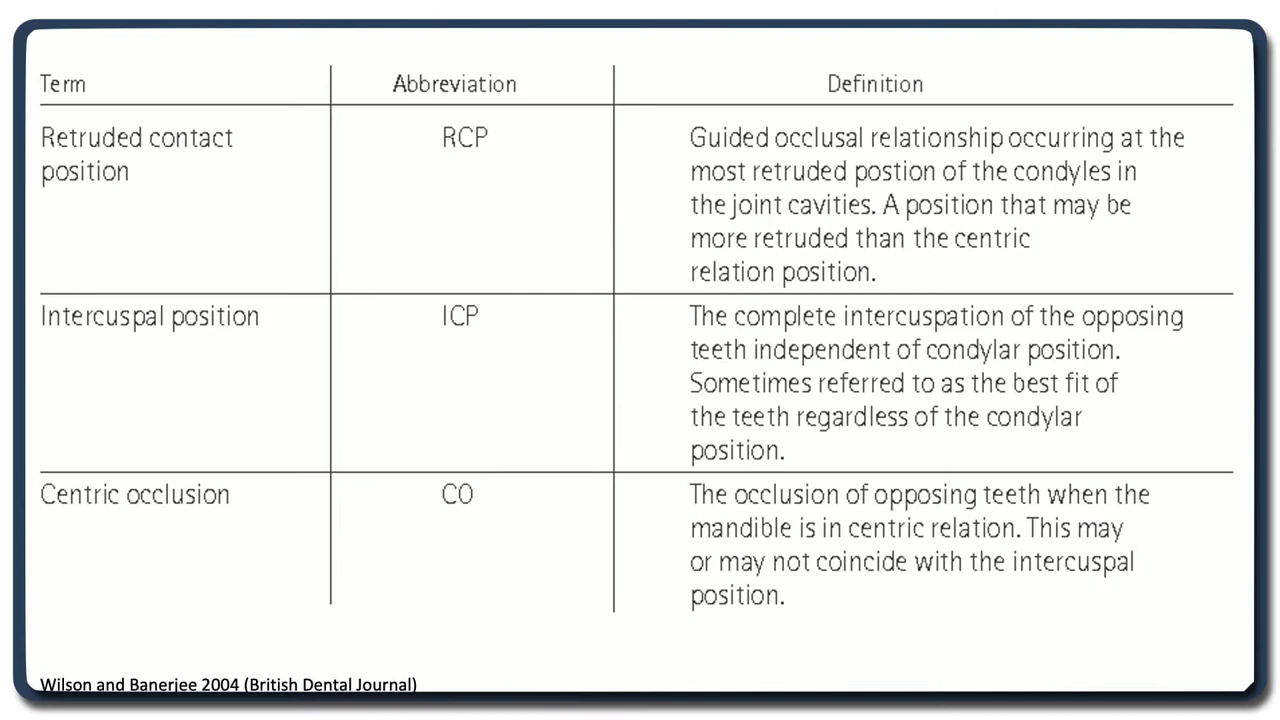 Term Abbreviation Definition
Retruded contact RCP Guided occlusal relationship occurring at the
position most retruded postion of the condyles in
the joint cavities. A position that may be
more retruded than the centric
relation position.
Intercuspal position ICP The complete intercuspation of the opposing
teeth independent of condylar position.
Sometimes referred to as the best fit of
the teeth regardless of the condylar
position.
Centric occlusion CO The occlusion of opposing teeth when the
mandible is in centric relation. This may
or may not coincide with the intercuspal
position.
Wilson and Banerjee 2004 (British Dental Journal)